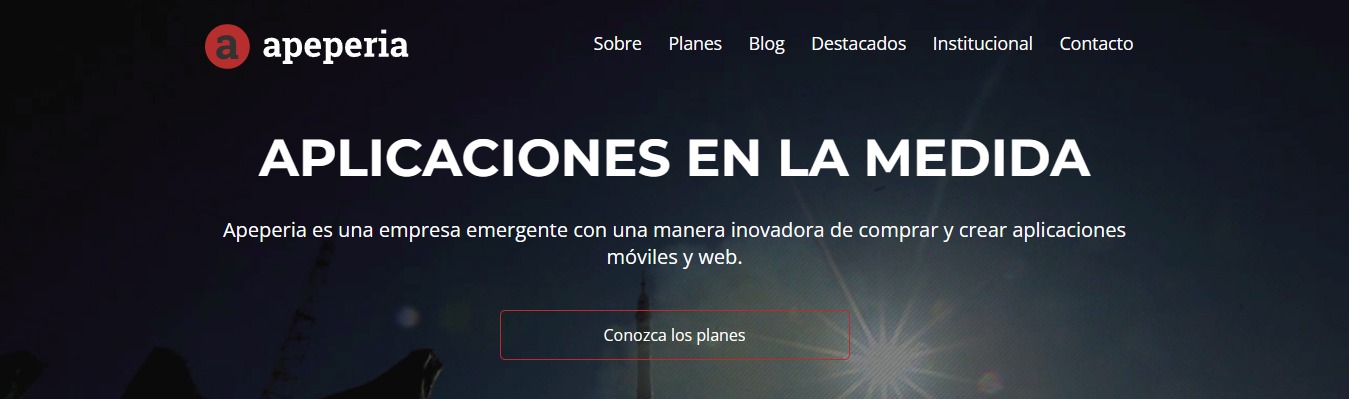 a apeperia
Sobre Planes Blog Destacados Institucional Contacto
APLICACIONES EN LA MEDIDA
Apeperia es una empresa emergente con una manera inovadora de comprar y crear aplicaciones
móviles y web.
Conozca los planes